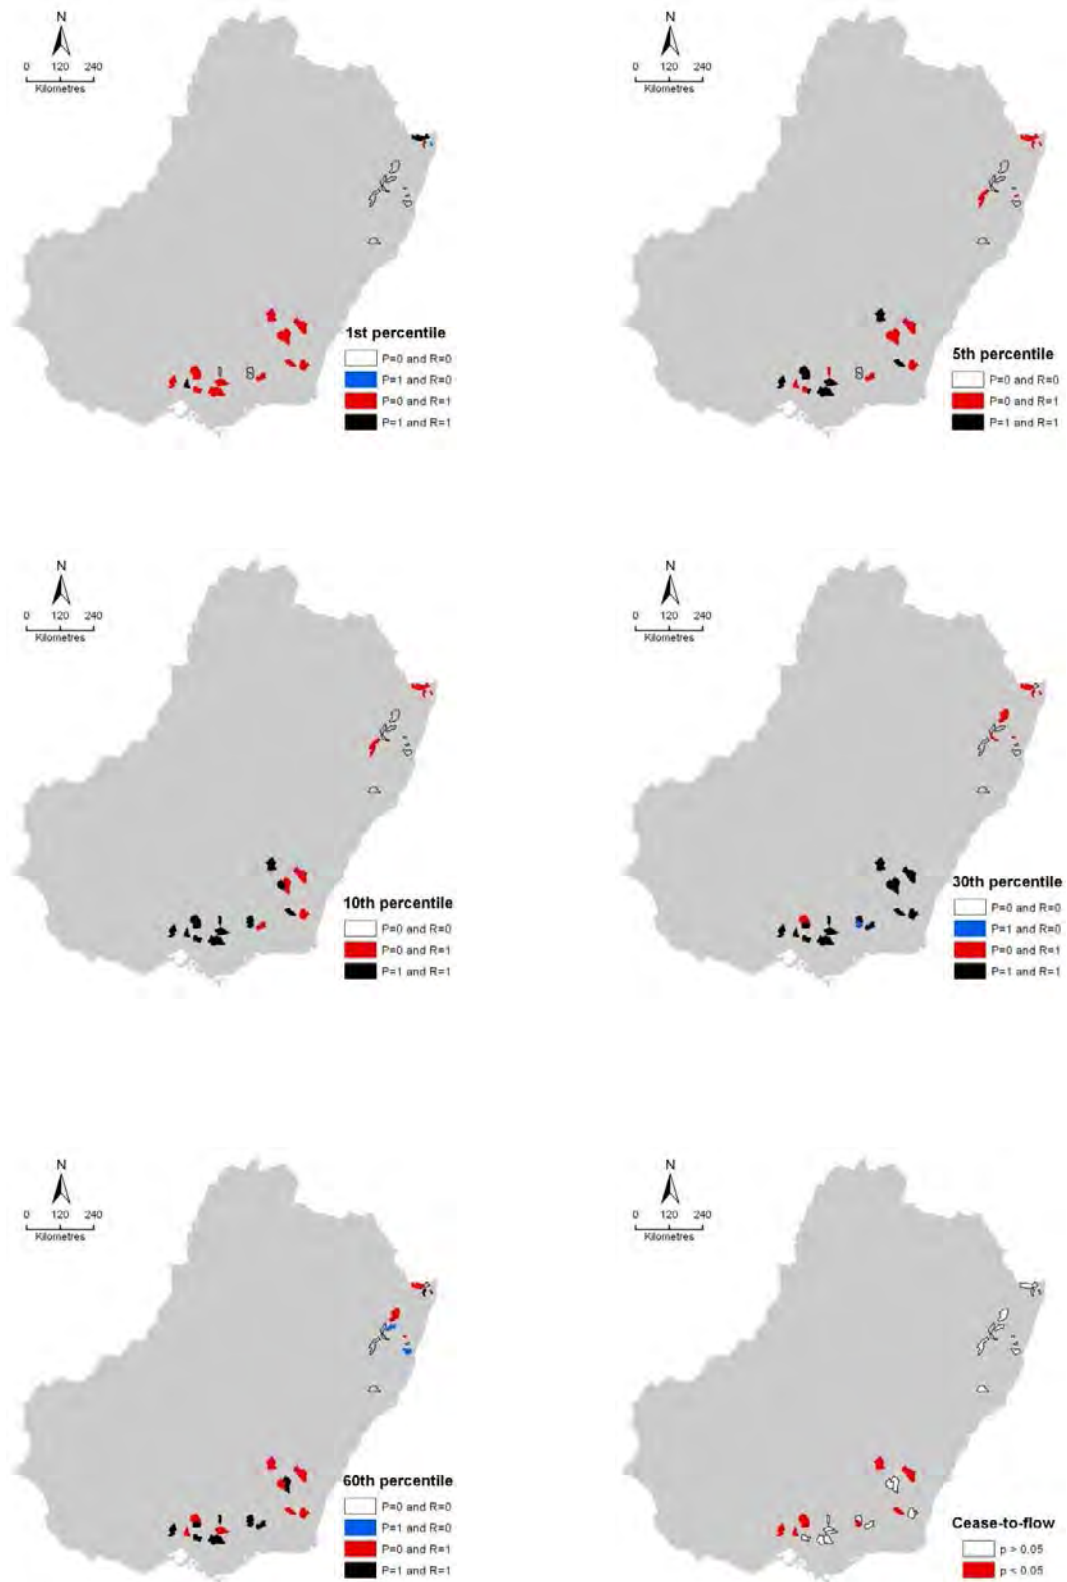 N
0 120 240
Kilometres
1st percentile
P=0 and R=0
P=1 and R=0
P=0 and R=1
P=1 and R=1
N
0 120 240
Kilometres
5th percentile
P=0 and R=0
P=0 and R=1
P=1 and R=1
N
0 120 240
Kilometres
10th percentile
P=0 and R=0
P=0 and R=1
P=1 and R=1
N
0 120 240
Kilometres
30th percentile
P=0 and R=0
P=1 and R=0
P=0 and R=1
P=1 and R=1
N
0 120 240
Kilometres
60th percentile
P=0 and R=0
P=1 and R=0
P=0 and R=1
P=1 and R=1
N
0 120 240
Kilometres
Cease-to-flow
p > 0.05
p < 0.05